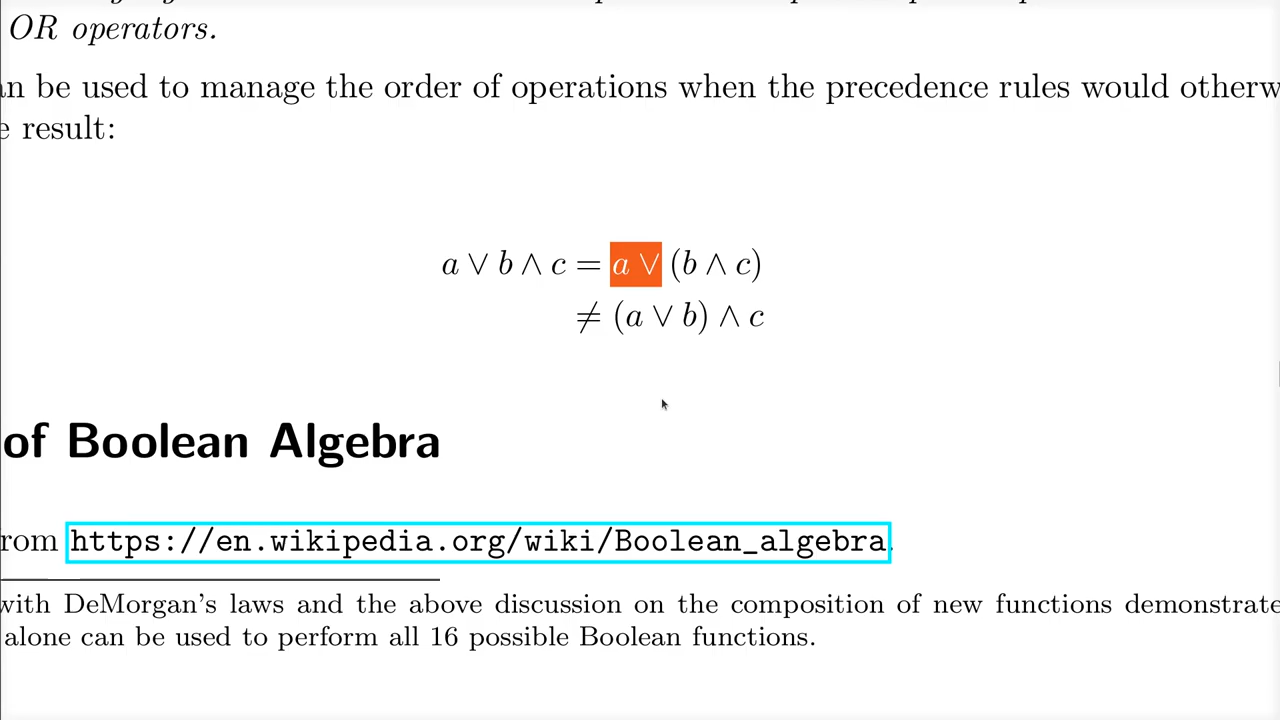 OR operators.
be used to manage the order of operations when the precedence rules would
result:
a ∨ b ∧ c = a ∨ (b ∧ c)
≠ (a ∨ b) ∧ c
of Boolean Algebra
https://en.wikipedia.org/wiki/Boolean_algebra.
with DeMorgan's laws and the above discussion on the composition of new functions demonstrate
alone can be used to perform all 16 possible Boolean functions.